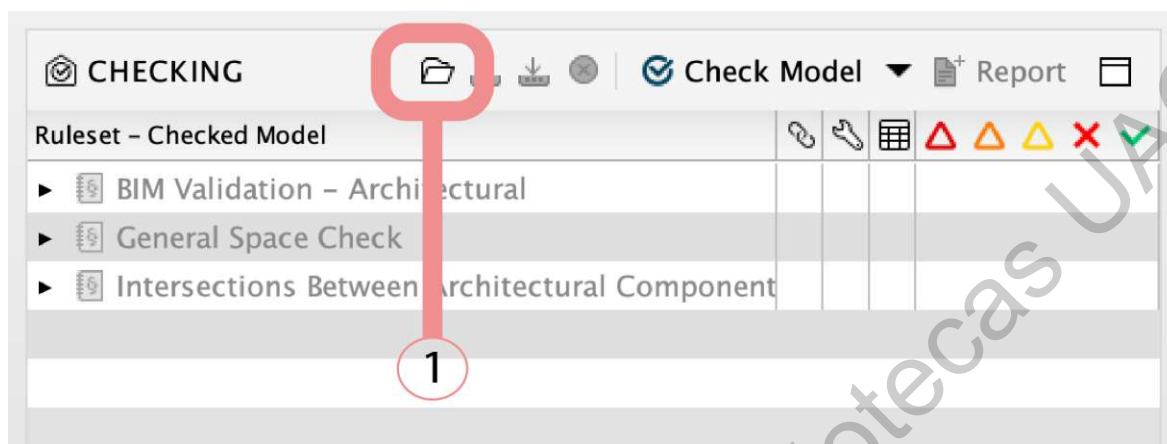 CHECKING Check Model Report
Ruleset – Checked Model
BIM Validation – Architectural
General Space Check
Intersections Between Architectural Component
1